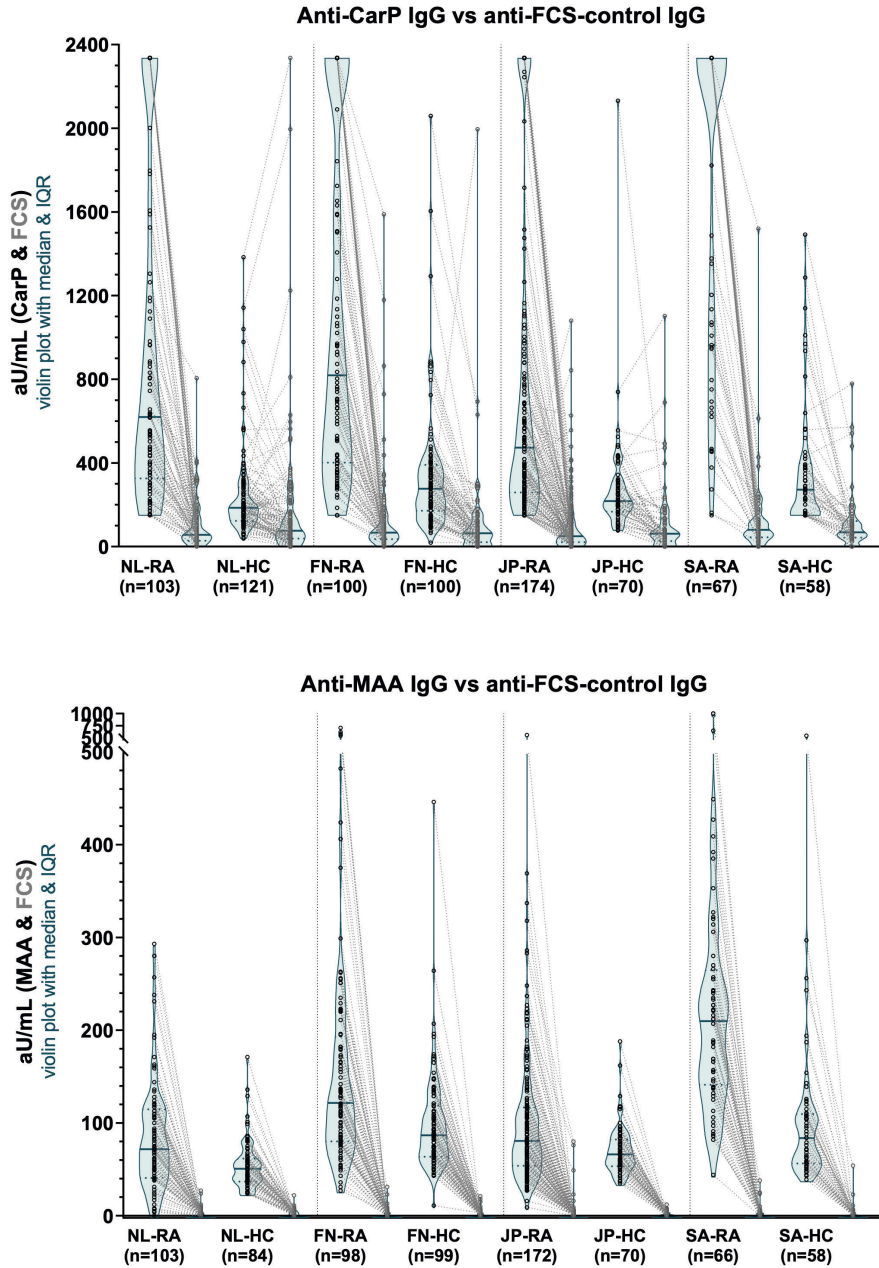 Anti-CarP IgG vs anti-FCS-control IgG
aU/mL (CarP & FCS)
violin plot with median & IQR
2400
2000
1600
1200
800
400
0
NL-RA NL-HC FN-RA FN-HC JP-RA JP-HC SA-RA SA-HC
(n=103) (n=121) (n=100) (n=100) (n=174) (n=70) (n=67) (n=58)
Anti-MAA IgG vs anti-FCS-control IgG
aU/mL (MAA & FCS)
violin plot with median & IQR
1000
750
500
500
400
300
200
100
0
NL-RA NL-HC FN-RA FN-HC JP-RA JP-HC SA-RA SA-HC
(n=103) (n=84) (n=98) (n=99) (n=172) (n=70) (n=66) (n=58)